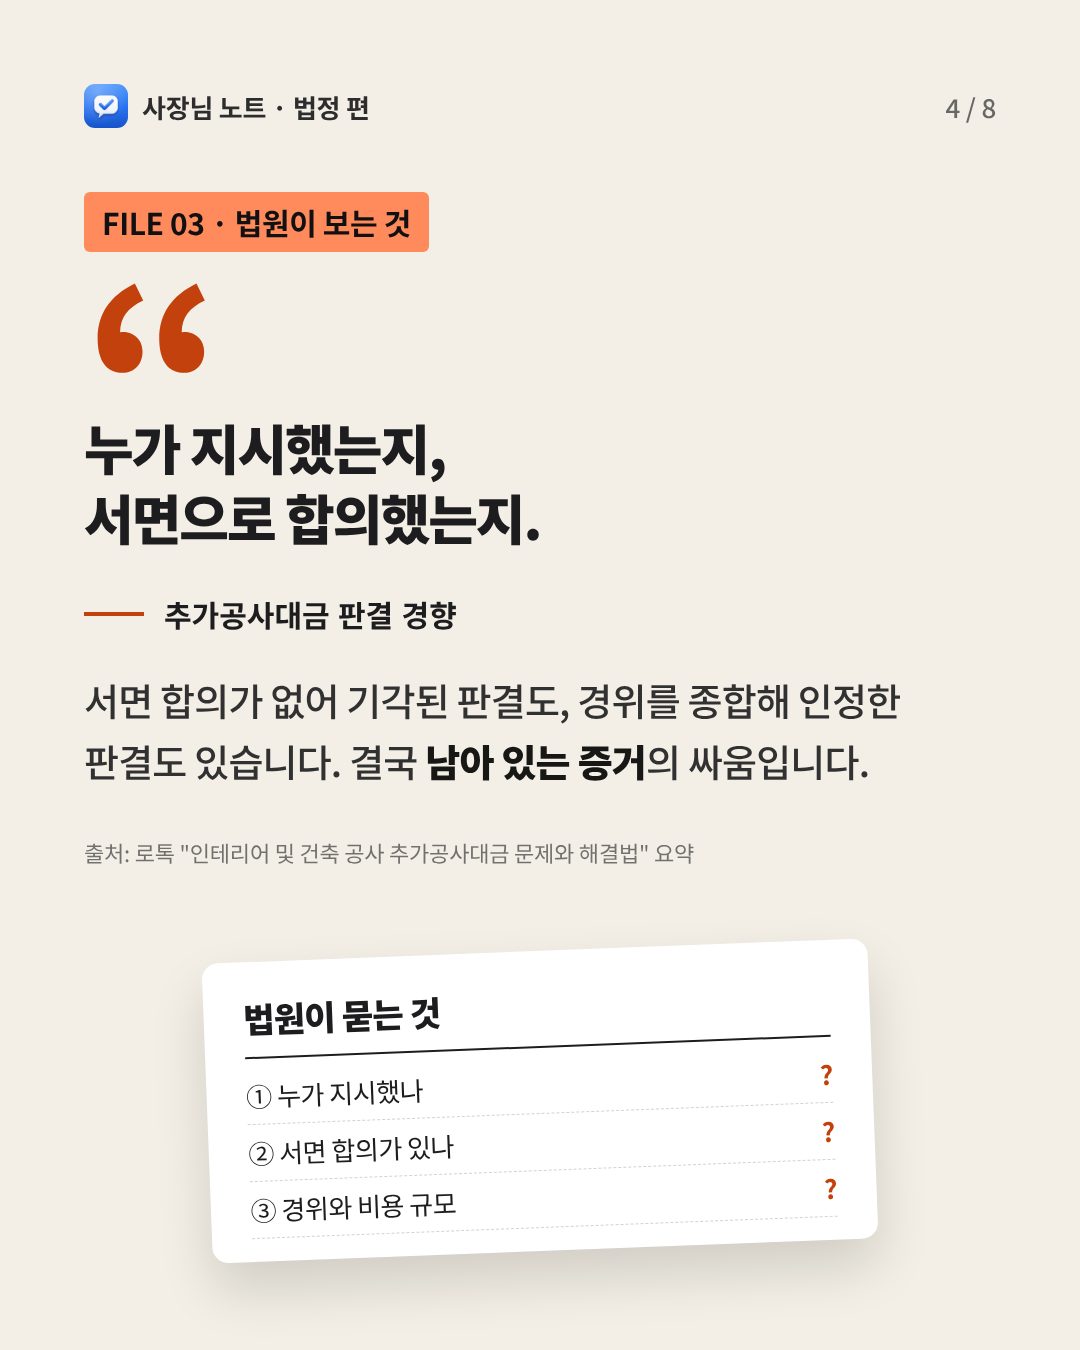 사장님 노트 · 법정 편
4 / 8
FILE 03 · 법원이 보는 것
“
누가 지시했는지,
서면으로 합의했는지.
추가공사대금 판결 경향
서면 합의가 없어 기각된 판결도, 경위를 종합해 인정한
판결도 있습니다. 결국 남아 있는 증거의 싸움입니다.
출처: 로톡 "인테리어 및 건축 공사 추가공사대금 문제와 해결법" 요약
법원이 묻는 것
① 누가 지시했나 ?
② 서면 합의가 있나 ?
③ 경위와 비용 규모 ?